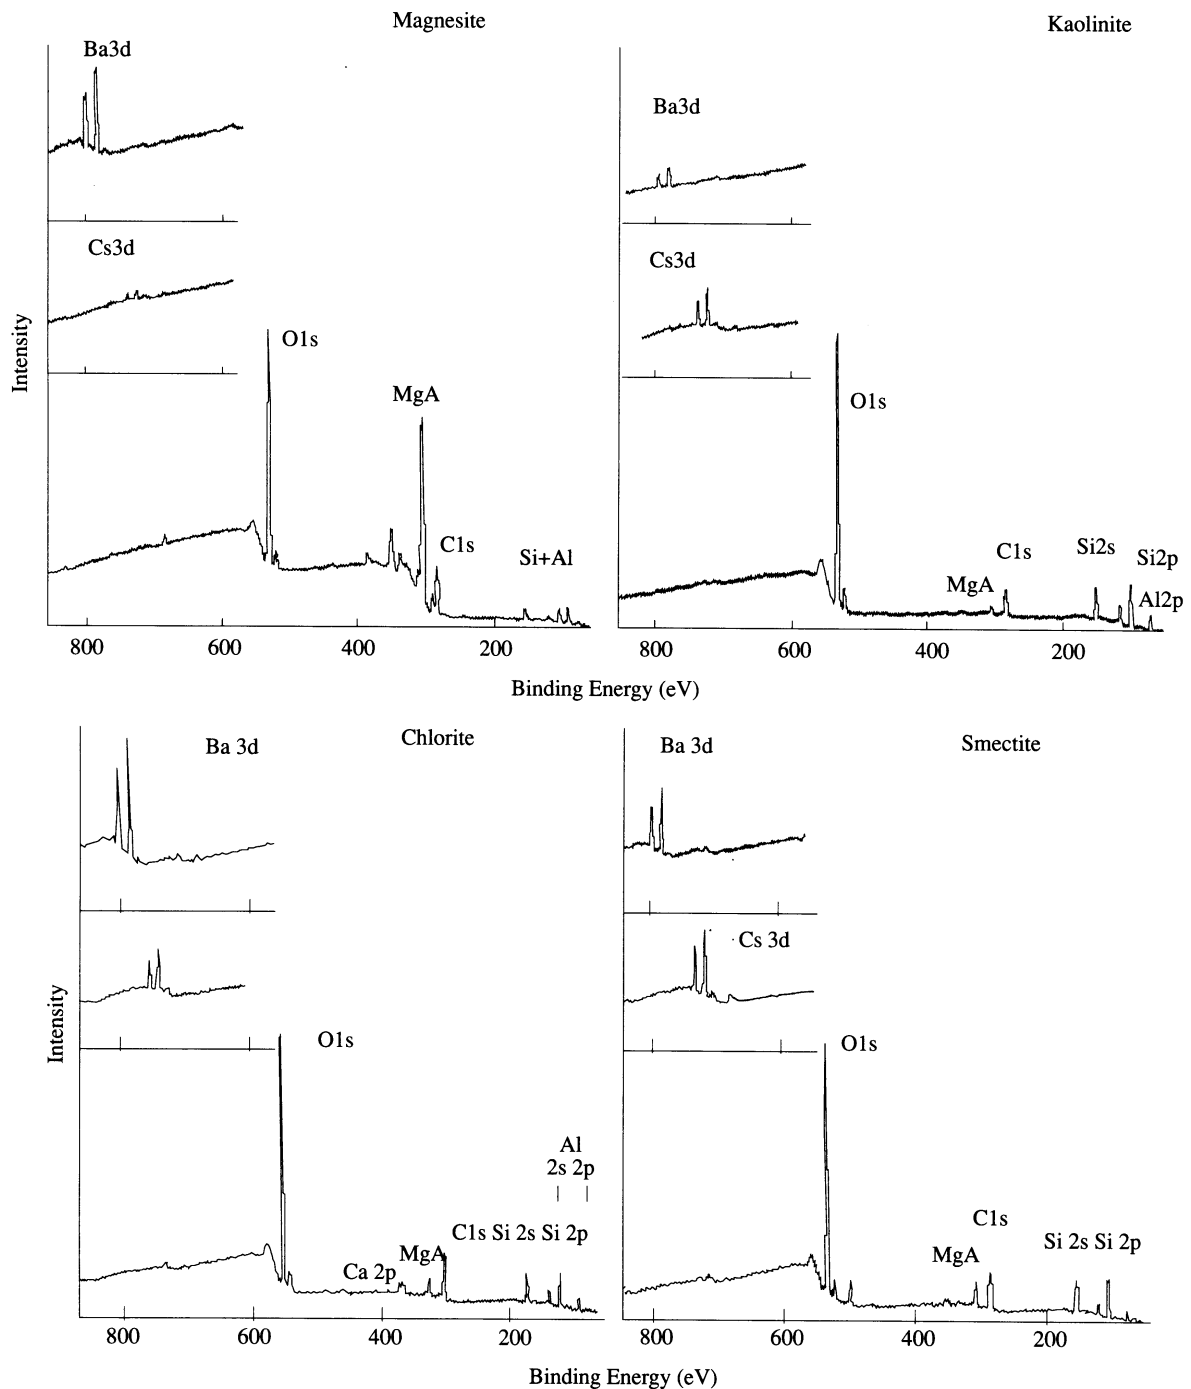 Magnesite
Ba3d
Cs3d
O1s
MgA
C1s
Si+Al
Intensity
800 600 400 200
Kaolinite
Ba3d
Cs3d
O1s
MgA
C1s
Si2s
Si2p
Al2p
800 600 400 200
Binding Energy (eV)
Chlorite
Ba 3d
O1s
Al
2s 2p
C1s Si 2s Si 2p
MgA
Ca 2p
Intensity
800 600 400 200
Smectite
Ba 3d
Cs 3d
O1s
C1s
MgA
Si 2s Si 2p
800 600 400 200
Binding Energy (eV)